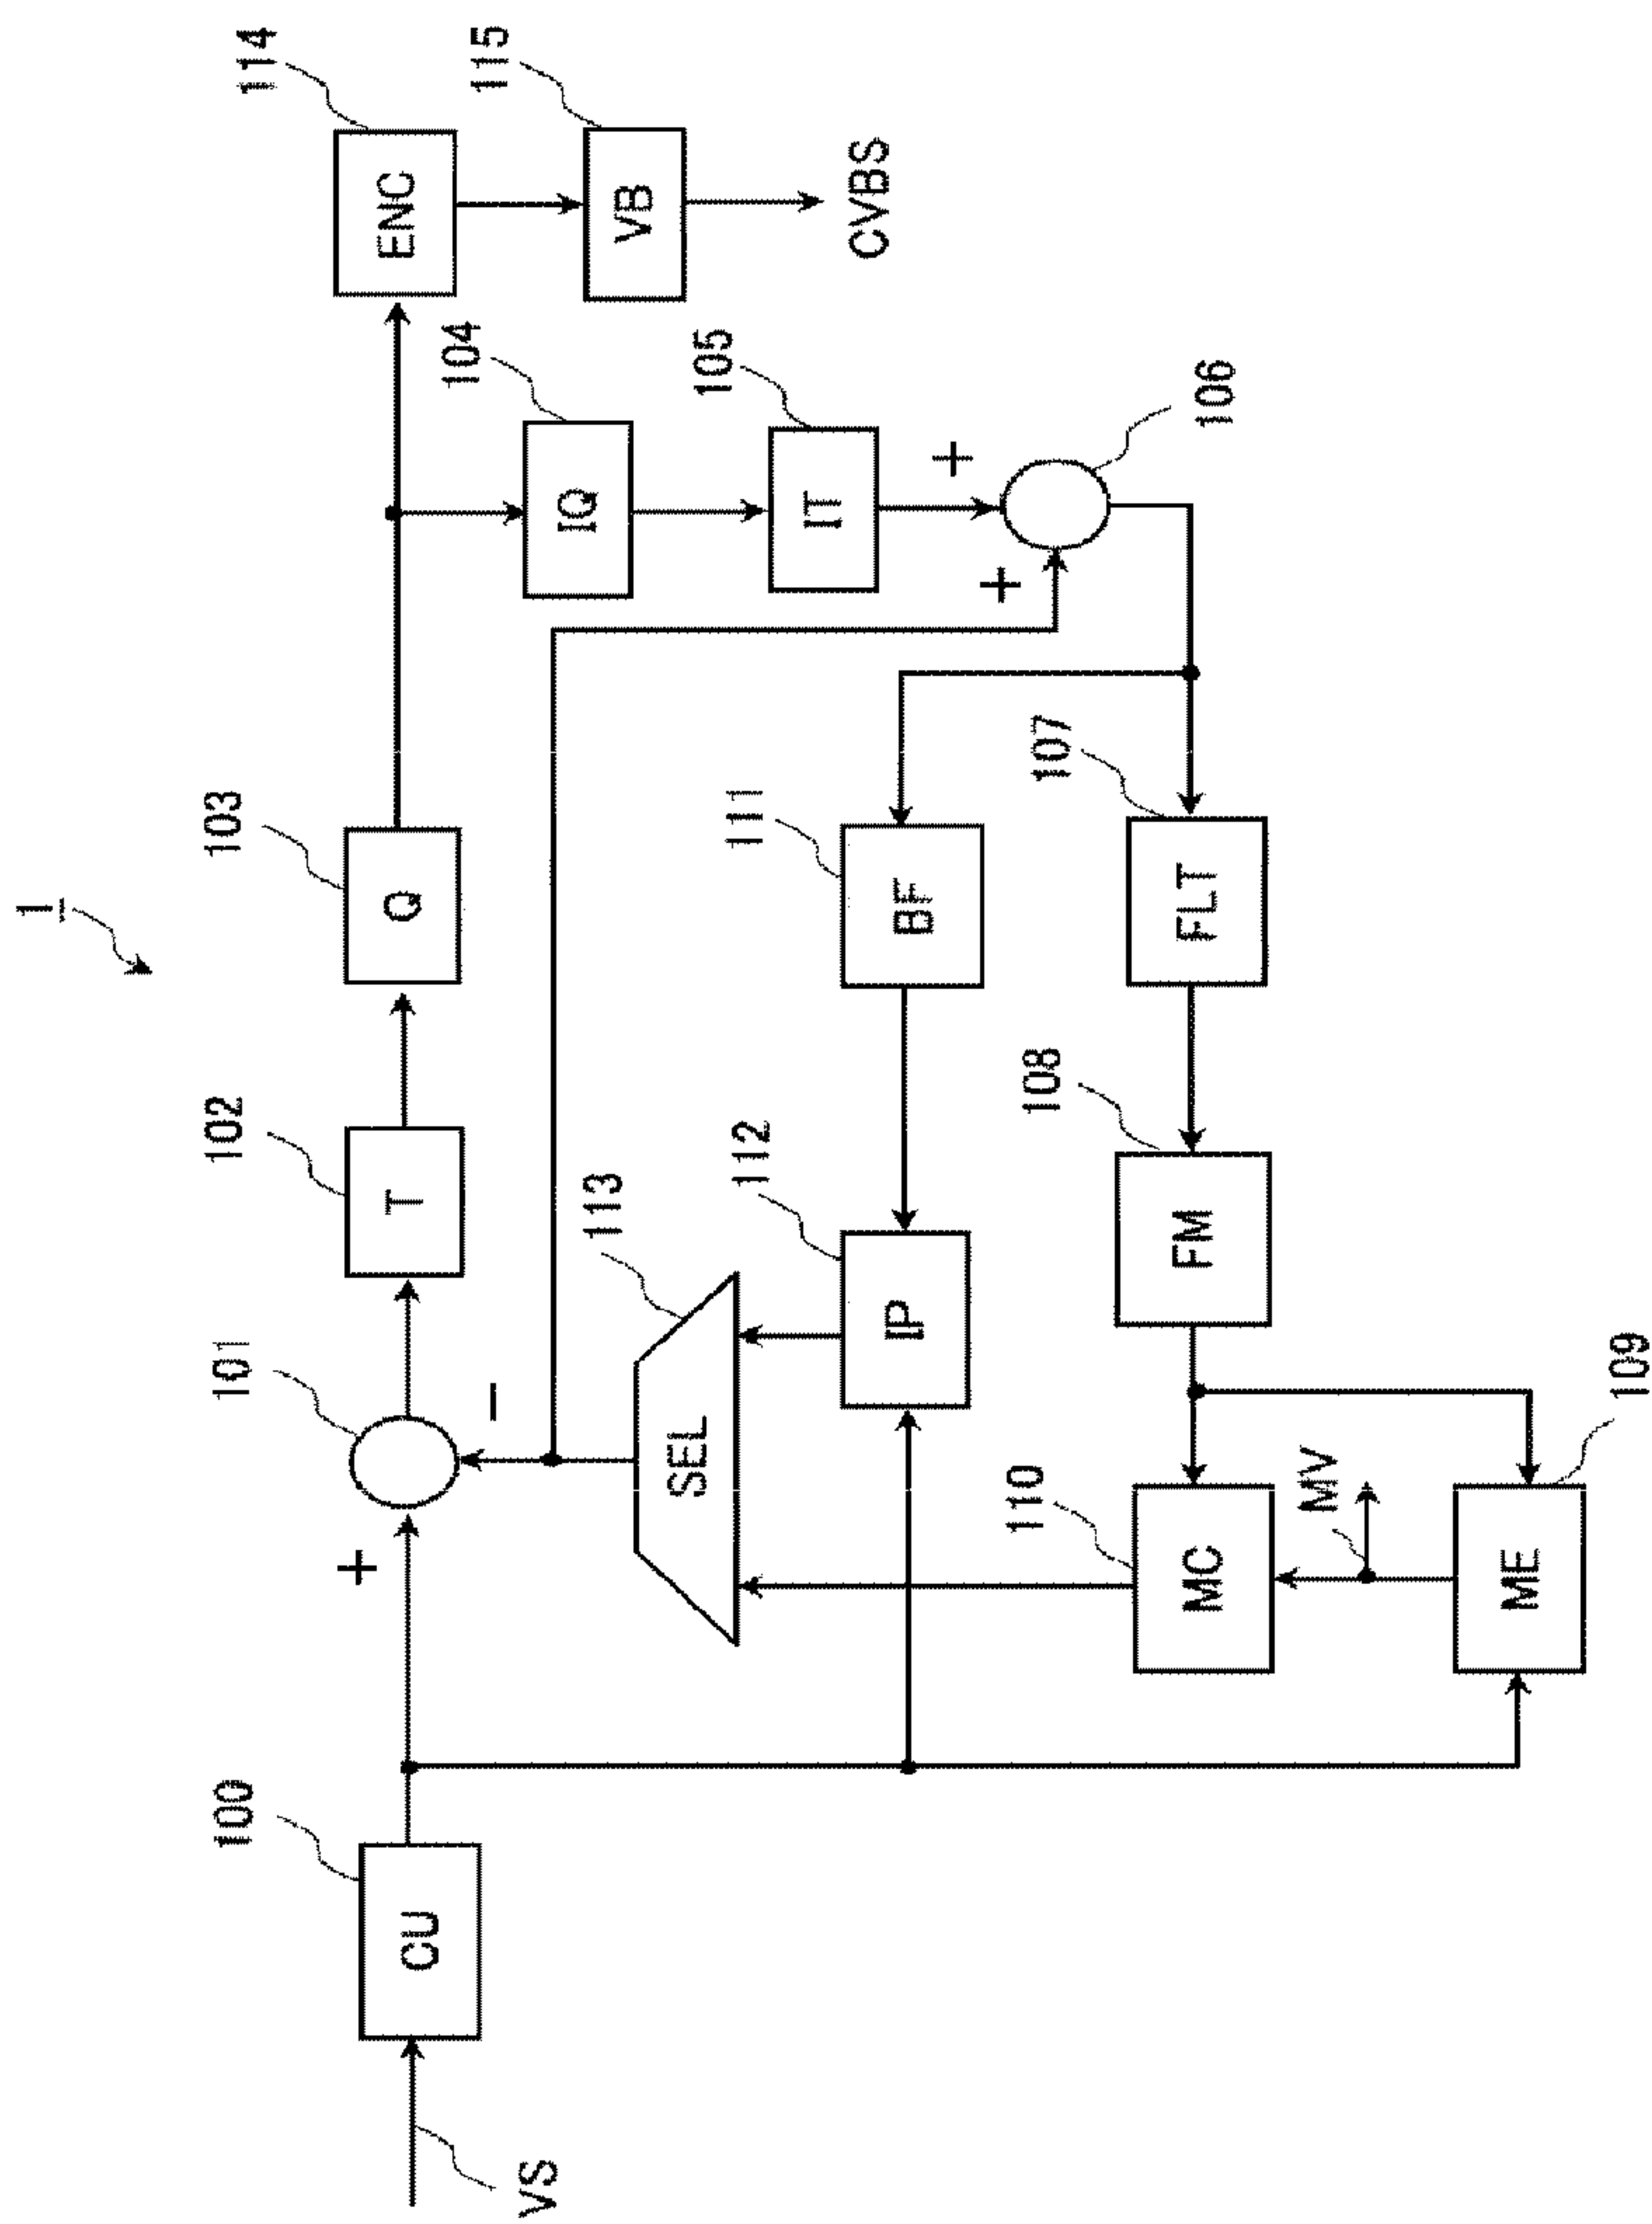 1
114
ENC
115
VB
CVBS
103
Q
104
IQ
105
IT
+
106
+
102
T
101
+
−
113
SEL
111
BF
107
FLT
112
IP
108
FM
100
CU
VS
110
MC
MV
109
ME